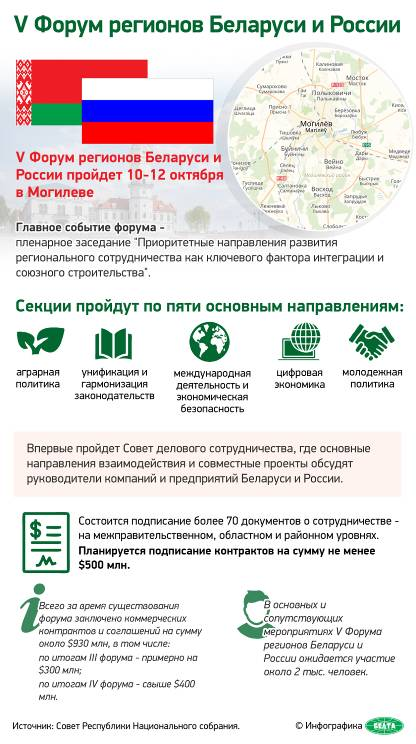 V Форум регионов Беларуси и России
V Форум регионов Беларуси и
России пройдет 10-12 октября
в Могилеве
Могилёв
Магілёў
Мосток
Полыковичи
Буйничи
Вейно
Восход
Тишовка
Романовичи
Главное событие форума -
пленарное заседание "Приоритетные направления развития
регионального сотрудничества как ключевого фактора интеграции и
союзного строительства".
Секции пройдут по пяти основным направлениям:
аграрная
политика
унификация и
гармонизация
законодательств
международная
деятельность и
экономическая
безопасность
цифровая
экономика
молодежная
политика
Впервые пройдет Совет делового сотрудничества, где основные
направления взаимодействия и совместные проекты обсудят
руководители компаний и предприятий Беларуси и России.
Состоится подписание более 70 документов о сотрудничестве -
на межправительственном, областном и районном уровнях.
Планируется подписание контрактов на сумму не менее
$500 млн.
Всего за время существования
форума заключено коммерческих
контрактов и соглашений на сумму
около $930 млн, в том числе:
по итогам III форума - примерно на
$300 млн;
по итогам IV форума - свыше $400
млн.
В основных и
сопутствующих
мероприятиях V Форума
регионов Беларуси и
России ожидается участие
около 2 тыс. человек.
Источник: Совет Республики Национального собрания.
© Инфографика
БЕЛТА